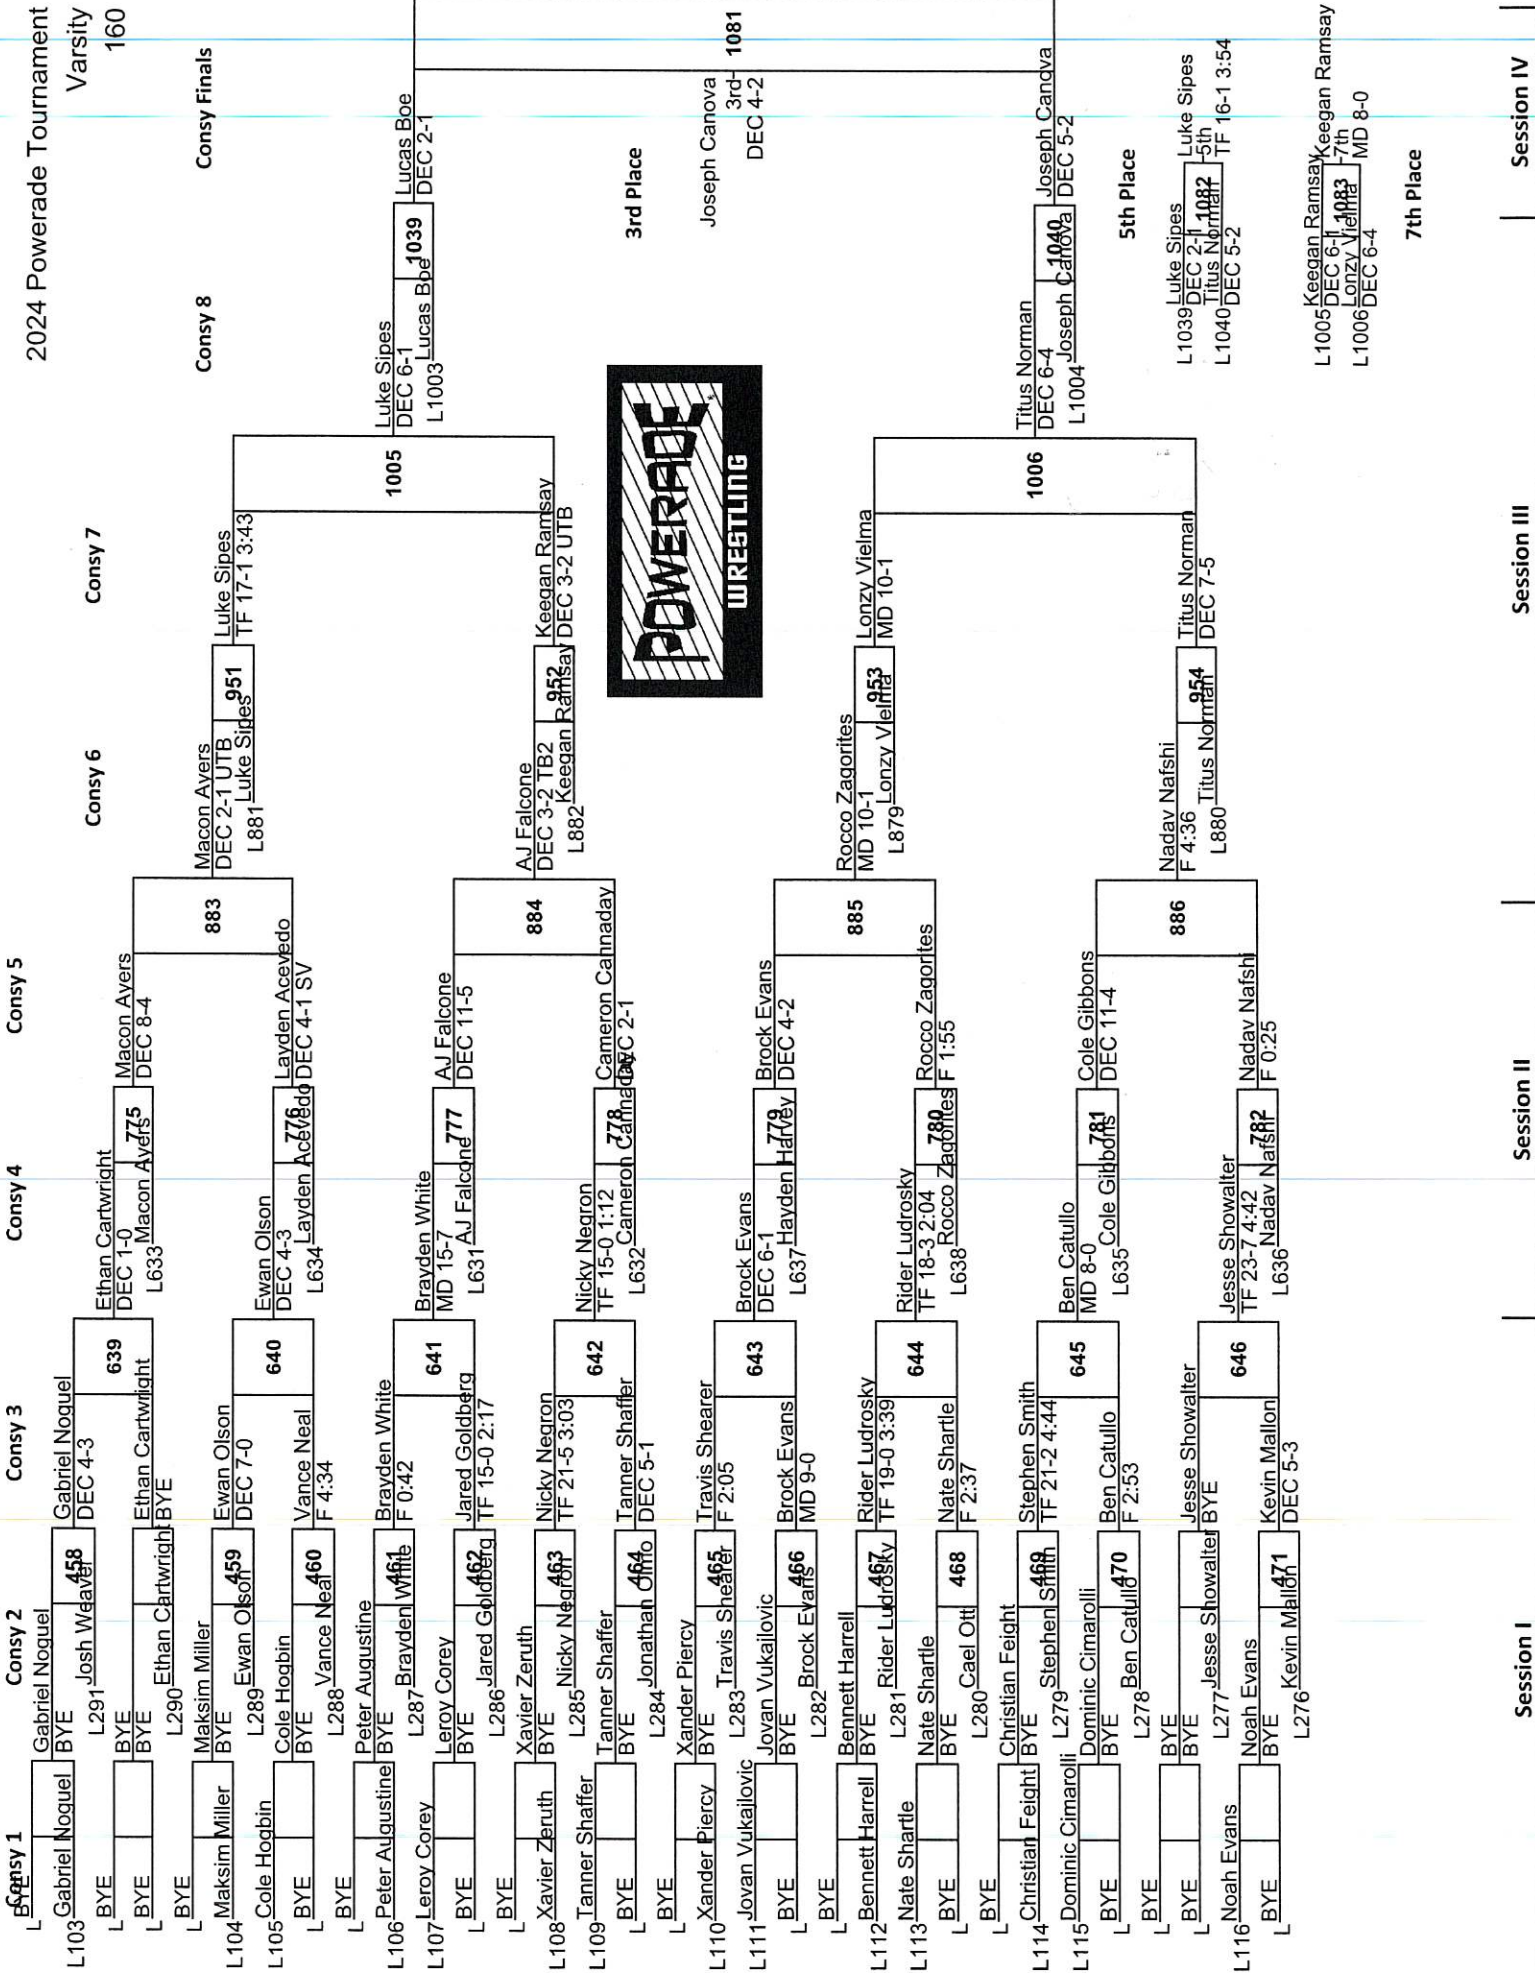 2024 Powerade Tournament
Varsity
160
Consy 1
Consy 2
Consy 3
Consy 4
Consy 5
Consy 6
Consy 7
Consy 8
Consy Finals
L BYE
L103 Gabriel Noguel
L BYE
L BYE
L BYE
L104 Maksim Miller
L105 Cole Hogbin
L BYE
L BYE
L106 Peter Augustine
L107 Leroy Corey
L BYE
L BYE
L108 Xavier Zeruth
L109 Tanner Shaffer
L BYE
L BYE
L110 Xander Piercy
L111 Jovan Vukajlovic
L BYE
L BYE
L112 Bennett Harrell
L113 Nate Shartle
L BYE
L BYE
L114 Christian Feight
L115 Dominic Cimarolli
L BYE
L BYE
L BYE
L116 Noah Evans
L BYE
Gabriel Noguel
BYE
458
L291 Josh Weaver
BYE
BYE
L290 Ethan Cartwright
Maksim Miller
BYE
459
L289 Ewan Olson
Cole Hogbin
BYE
460
L288 Vance Neal
Peter Augustine
BYE
461
L287 Brayden White
Leroy Corey
BYE
462
L286 Jared Goldberg
Xavier Zeruth
BYE
463
L285 Nicky Negron
Tanner Shaffer
BYE
464
L284 Jonathan Olmo
Xander Piercy
BYE
465
L283 Travis Shearer
Jovan Vukajlovic
BYE
466
L282 Brock Evans
Bennett Harrell
BYE
467
L281 Rider Ludrosky
Nate Shartle
BYE
468
L280 Cael Ott
Christian Feight
BYE
469
L279 Stephen Smith
Dominic Cimarolli
BYE
470
L278 Ben Catullo
BYE
BYE
L277 Jesse Showalter
Noah Evans
BYE
471
L276 Kevin Mallon
Gabriel Noguel
DEC 4-3
639
Ethan Cartwright
BYE
Ewan Olson
DEC 7-0
640
Vance Neal
F 4:34
Brayden White
F 0:42
641
Jared Goldberg
TF 15-0 2:17
Nicky Negron
TF 21-5 3:03
642
Tanner Shaffer
DEC 5-1
Travis Shearer
F 2:05
643
Brock Evans
MD 9-0
Rider Ludrosky
TF 19-0 3:39
644
Nate Shartle
F 2:37
Stephen Smith
TF 21-2 4:44
645
Ben Catullo
F 2:53
Jesse Showalter
BYE
646
Kevin Mallon
DEC 5-3
Ethan Cartwright
DEC 1-0
775
L633 Macon Ayers
Ewan Olson
DEC 4-3
776
L634 Layden Acevedo
Brayden White
MD 15-7
777
L631 AJ Falcone
Nicky Negron
TF 15-0 1:12
778
L632 Cameron Cannaday
Brock Evans
DEC 6-1
779
L637 Hayden Harvey
Rider Ludrosky
TF 18-3 2:04
780
L638 Rocco Zagorites
Ben Catullo
MD 8-0
781
L635 Cole Gibbons
Jesse Showalter
TF 23-7 4:42
782
L636 Nadav Nafshi
Macon Ayers
DEC 8-4
883
Layden Acevedo
DEC 4-1 SV
AJ Falcone
DEC 11-5
884
Cameron Cannaday
DEC 2-1
Brock Evans
DEC 4-2
885
Rocco Zagorites
F 1:55
Cole Gibbons
DEC 11-4
886
Nadav Nafshi
F 0:25
Macon Ayers
DEC 2-1 UTB
951
L881 Luke Sipes
AJ Falcone
DEC 3-2 TB2
952
L882 Keegan Ramsay
Rocco Zagorites
MD 10-1
953
L879 Lonzy Vielma
Nadav Nafshi
F 4:36
954
L880 Titus Norman
Luke Sipes
TF 17-1 3:43
1005
Keegan Ramsay
DEC 3-2 UTB
Lonzy Vielma
MD 10-1
1006
Titus Norman
DEC 7-5
POWERADE
WRESTLING
Luke Sipes
DEC 6-1
1039
L1003 Lucas Boe
Titus Norman
DEC 6-4
1040
L1004 Joseph Canova
Lucas Boe
DEC 2-1
1081
Joseph Canova
DEC 5-2
3rd Place
Joseph Canova
3rd
DEC 4-2
5th Place
L1039 Luke Sipes
DEC 2-1
1082
L1040 Titus Norman
DEC 5-2
Luke Sipes
5th
TF 16-1 3:54
L1005 Keegan Ramsay
DEC 6-1
1083
L1006 Lonzy Vielma
DEC 6-4
Keegan Ramsay
7th
MD 8-0
7th Place
Session I
Session II
Session III
Session IV